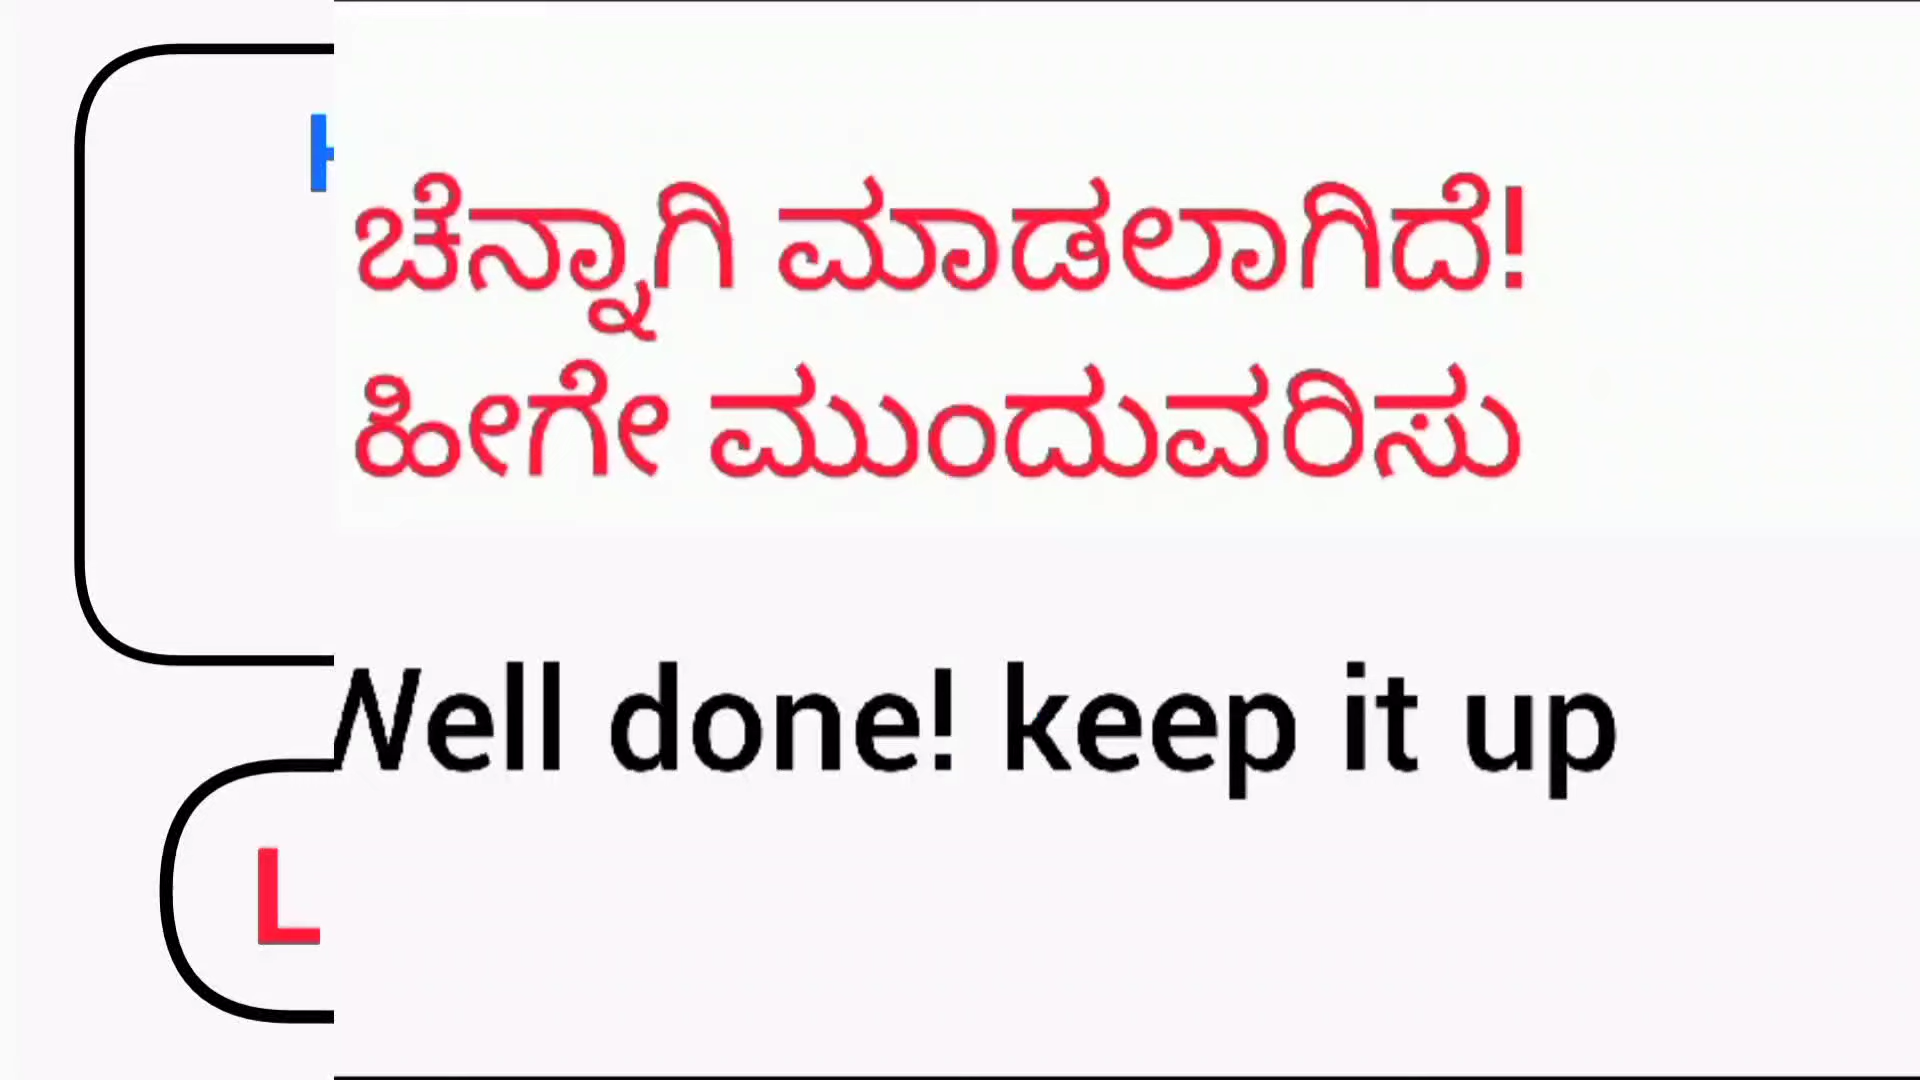 ಚೆನ್ನಾಗಿ ಮಾಡಲಾಗಿದೆ!
ಹೀಗೇ ಮುಂದುವರಿಸು
Well done! keep it up
L